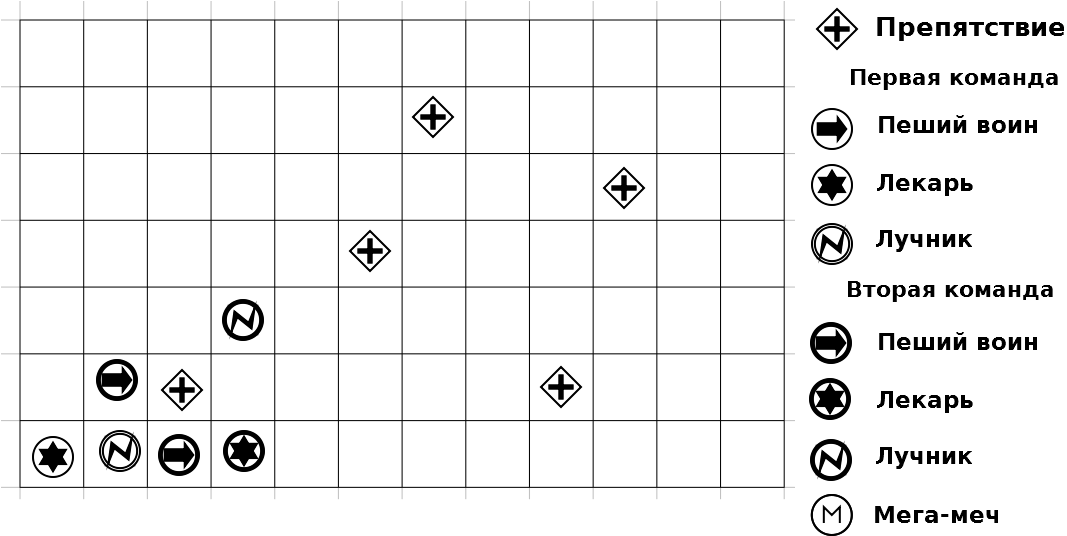 Препятствие
Первая команда
Пеший воин
Лекарь
Лучник
Вторая команда
Пеший воин
Лекарь
Лучник
M Мега-меч